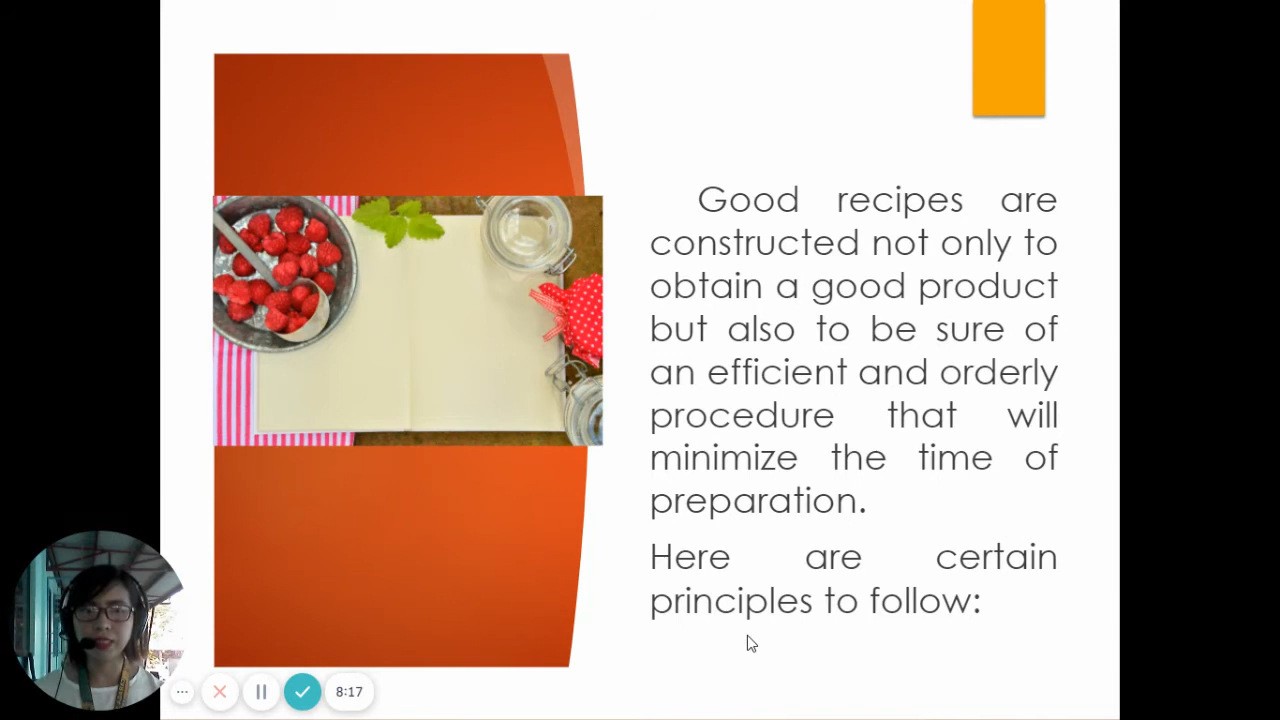 Good recipes are
constructed not only to
obtain a good product
but also to be sure of
an efficient and orderly
procedure that will
minimize the time of
preparation.
Here are certain
principles to follow:
8:17